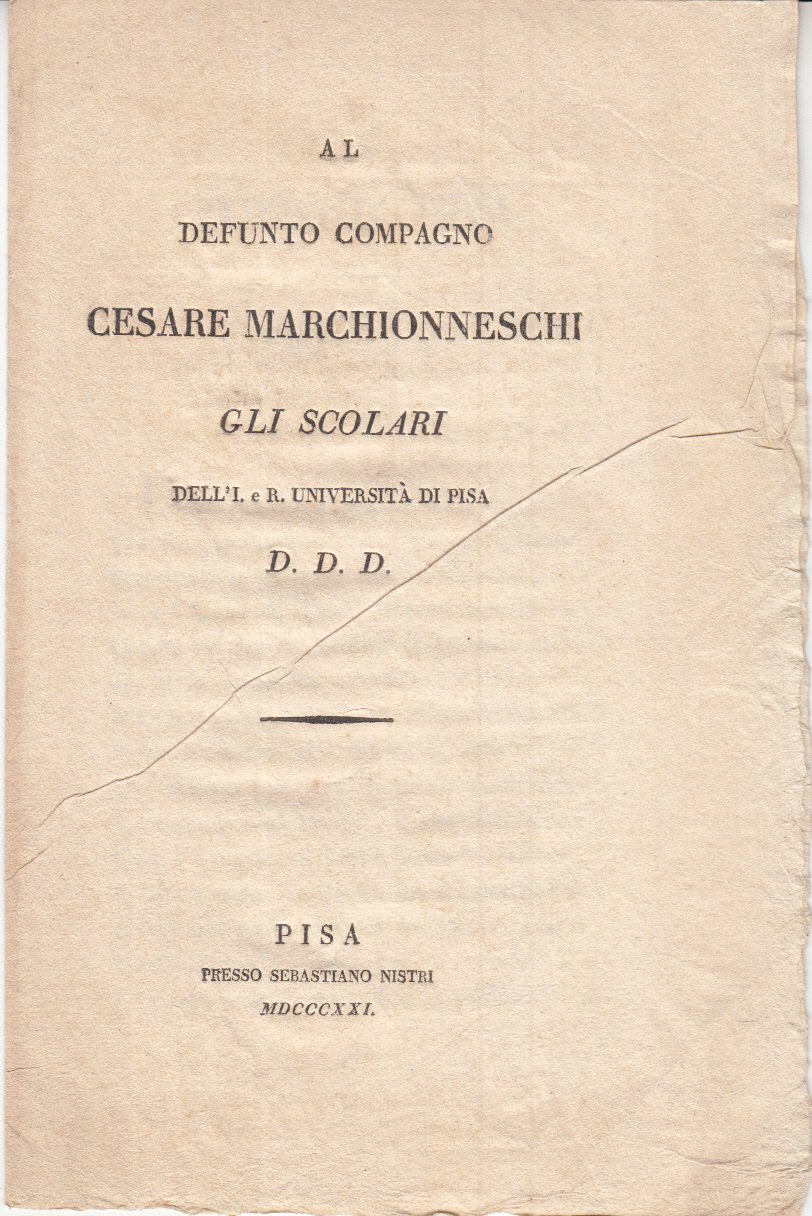 AL
DEFUNTO COMPAGNO
CESARE MARCHIONNESCHI
GLI SCOLARI
DELL'I. e R. UNIVERSITÀ DI PISA
D. D. D.
PISA
PRESSO SEBASTIANO NISTRI
MDCCCXXI.